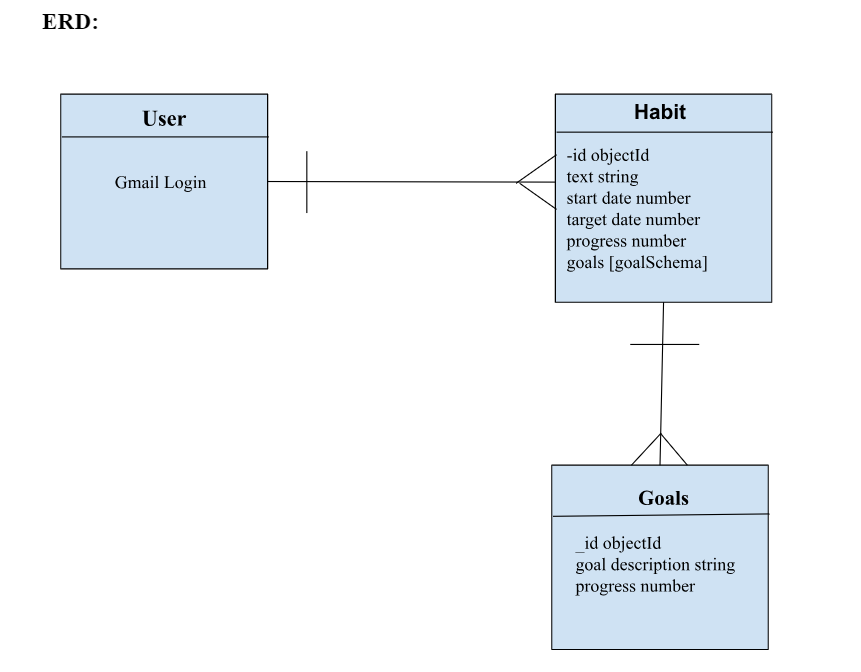 ERD:
User
Gmail Login
Habit
-id objectId
text string
start date number
target date number
progress number
goals [goalSchema]
Goals
_id objectId
goal description string
progress number